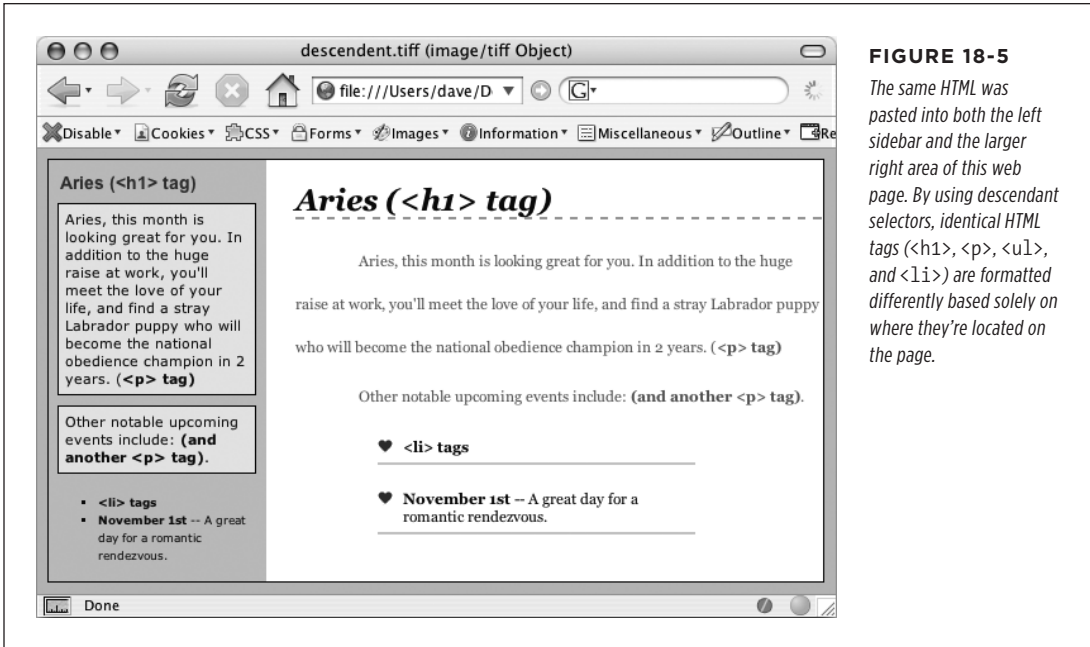 descendent.tiff (image/tiff Object)
file:///Users/dave/D
G
Disable
Cookies
CSS
Forms
Images
Information
Miscellaneous
Outline
Re
Aries (<h1> tag)
Aries, this month is
looking great for you. In
addition to the huge
raise at work, you'll
meet the love of your
life, and find a stray
Labrador puppy who will
become the national
obedience champion in 2
years. (<p> tag)
Other notable upcoming
events include: (and
another <p> tag).
▪ <li> tags
▪ November 1st -- A great
day for a romantic
rendezvous.
Aries (<h1> tag)
Aries, this month is looking great for you. In addition to the huge
raise at work, you'll meet the love of your life, and find a stray Labrador puppy
who will become the national obedience champion in 2 years. (<p> tag)
Other notable upcoming events include: (and another <p> tag).
♥ <li> tags
♥ November 1st -- A great day for a
romantic rendezvous.
Done
FIGURE 18-5
The same HTML was
pasted into both the left
sidebar and the larger
right area of this web
page. By using descendant
selectors, identical HTML
tags (<h1>, <p>, <ul>,
and <li>) are formatted
differently based solely on
where they're located on
the page.